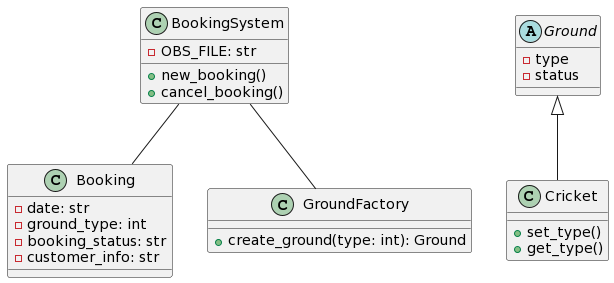 C BookingSystem
OBS_FILE: str
new_booking()
cancel_booking()
A Ground
type
status
C Booking
date: str
ground_type: int
booking_status: str
customer_info: str
C GroundFactory
create_ground(type: int): Ground
C Cricket
set_type()
get_type()